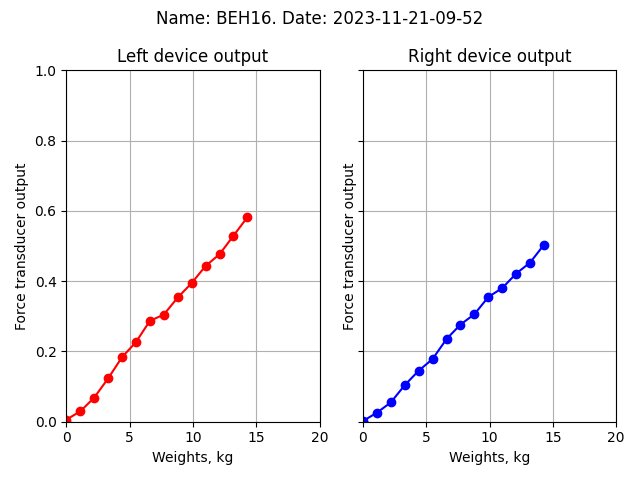 Name: BEH16. Date: 2023-11-21-09-52
Left device output
Right device output
1.0
0.8
0.6
0.4
0.2
0.0
Force transducer output
Force transducer output
0 5 10 15 20
0 5 10 15 20
Weights, kg
Weights, kg